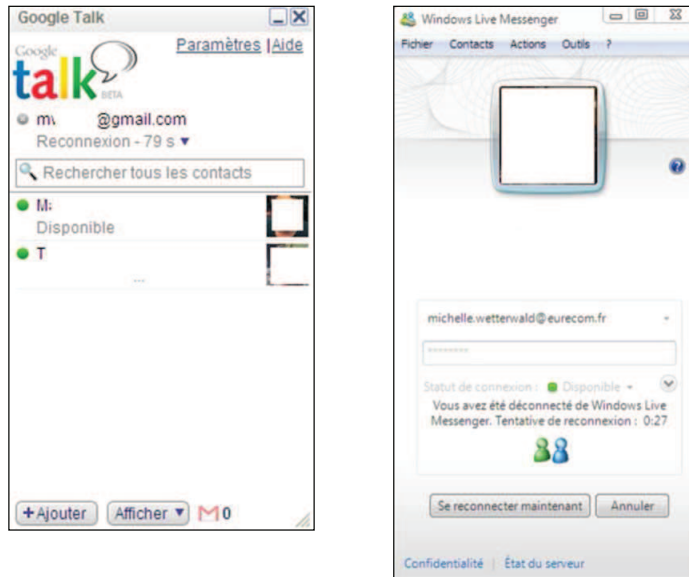 Google Talk
Paramètres | Aide
Google
talk
BETA
@gmail.com
Reconnexion - 79 s
Rechercher tous les contacts
M
Disponible
T
...
+Ajouter
Afficher
0
Windows Live Messenger
Fichier Contacts Actions Outils ?
michelle.wetterwald@eurecom.fr
Statut de connexion : Disponible
Vous avez été déconnecté de Windows Live
Messenger. Tentative de reconnexion : 0:27
Se reconnecter maintenant
Annuler
Confidentialité | État du serveur